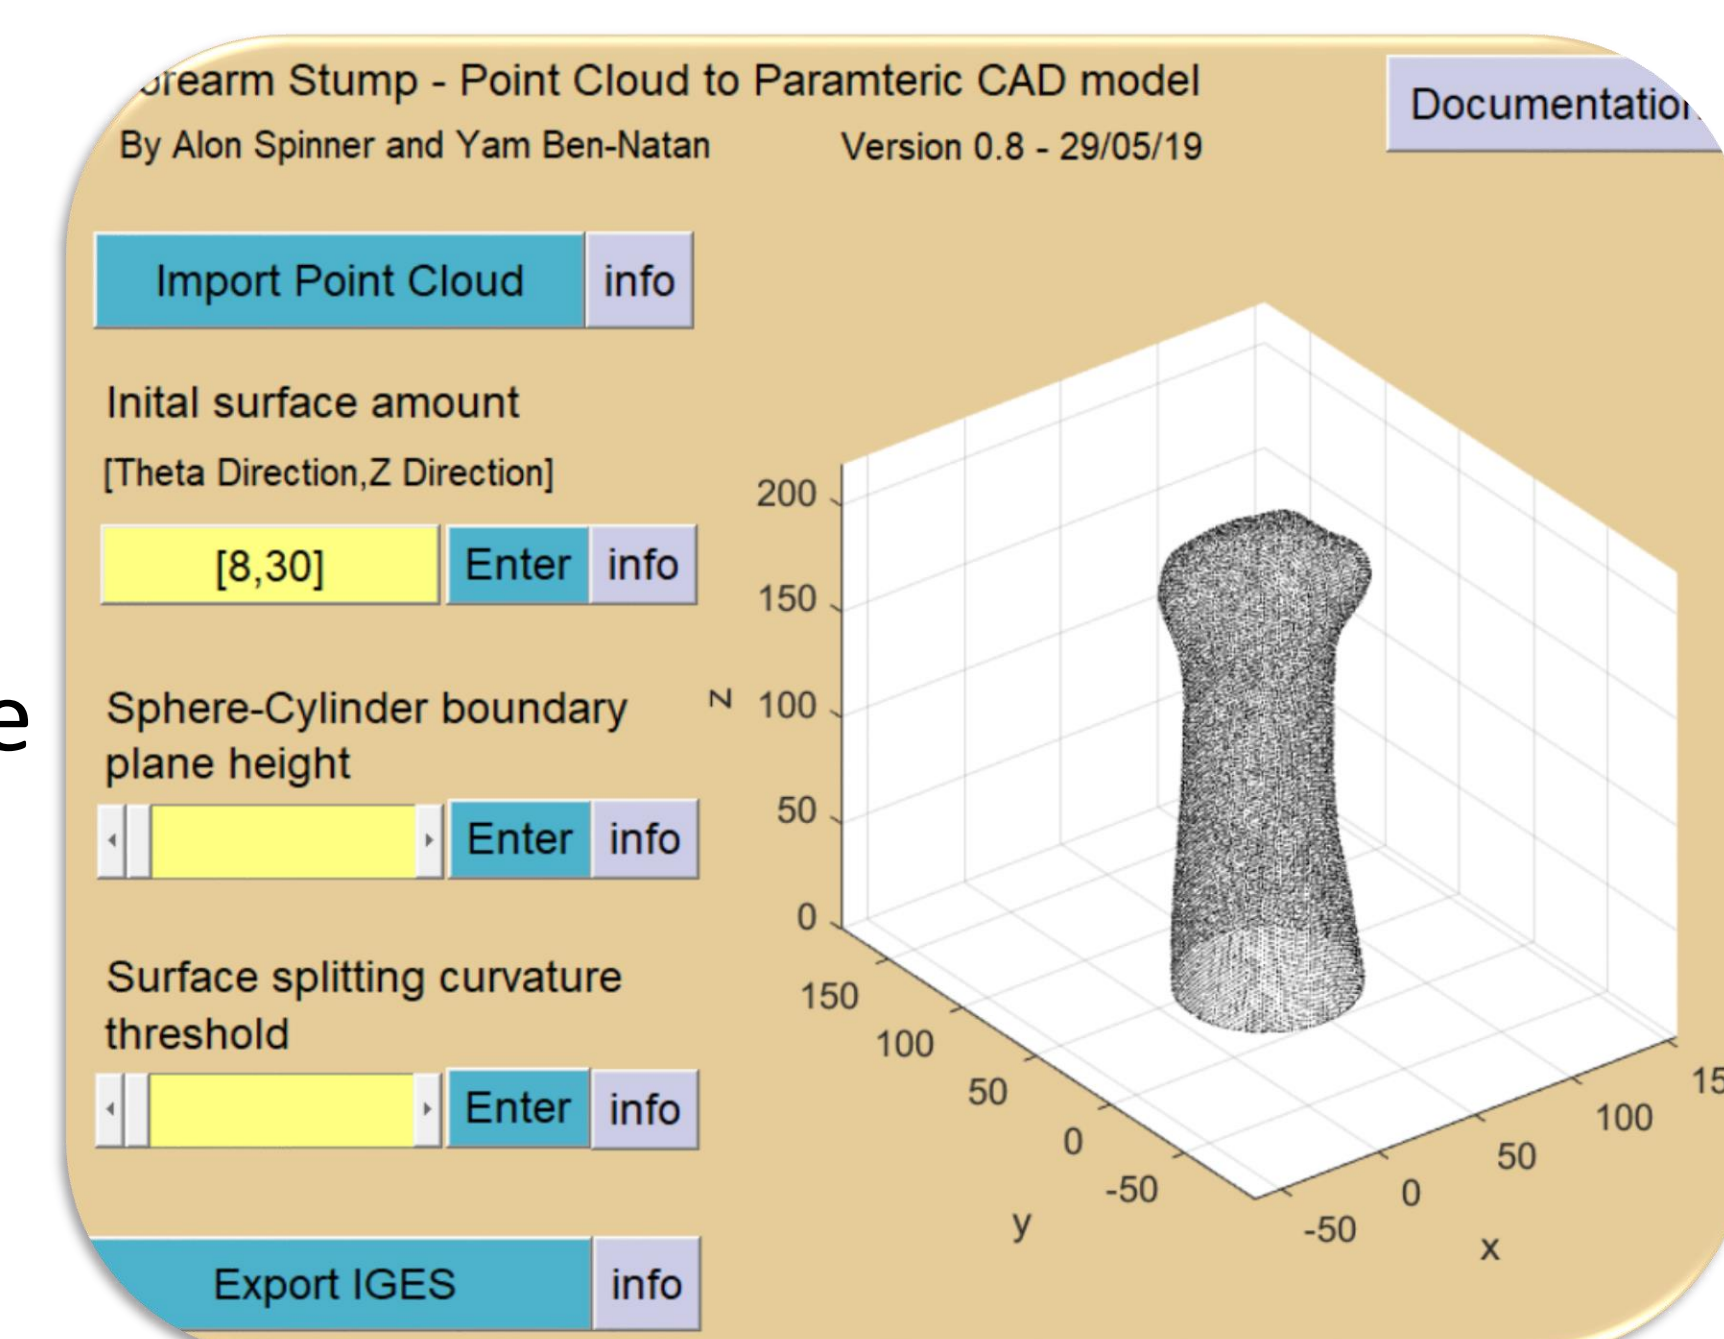 orearm Stump - Point Cloud to Paramteric CAD model
Documentation
By Alon Spinner and Yam Ben-Natan
Version 0.8 - 29/05/19
Import Point Cloud
info
Inital surface amount
[Theta Direction,Z Direction]
[8,30]
Enter
info
Sphere-Cylinder boundary
plane height
Enter
info
Surface splitting curvature
threshold
Enter
info
Export IGES
info
e
z
200
150
100
50
0
150
100
50
0
-50
y
-50
0
50
100
15
x